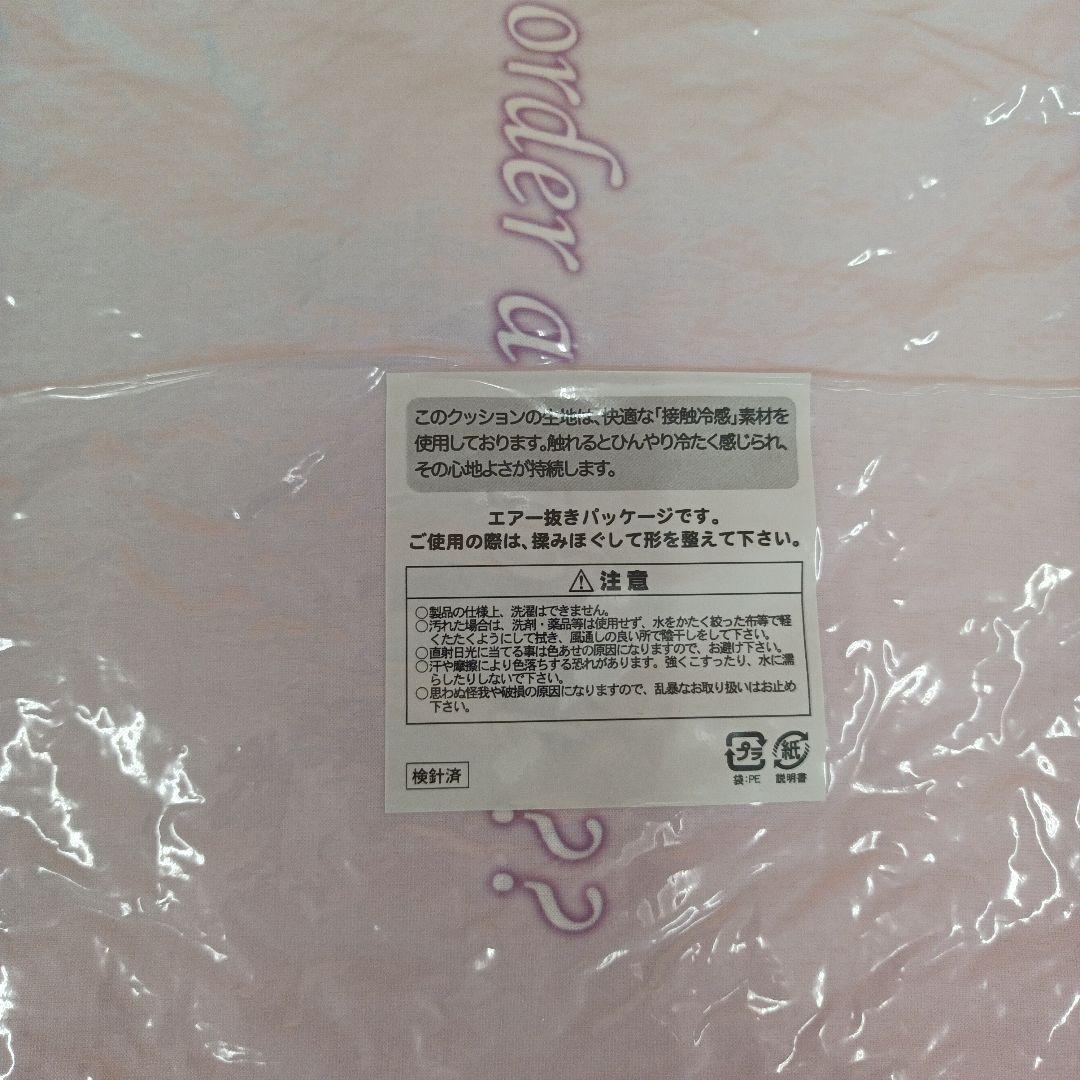 order a
このクッションの生地は、快適な「接触冷感」素材を
使用しております。触れるとひんやり冷たく感じられ、
その心地よさが持続します。
エアー抜きパッケージです。
ご使用の際は、揉みほぐして形を整えて下さい。
⚠注意
○製品の仕様上、洗濯はできません。
○汚れた場合は、洗剤・薬品等は使用せず、水をかたく絞った布等で軽
くたたくようにして拭き、風通しの良い所で陰干しをして下さい。
○直射日光に当てる事は色あせの原因になりますので、お避け下さい。
○汗や摩擦により色落ちする恐れがあります。強くこすったり、水に濡
らしたりしないで下さい。
○思わぬ怪我や破損の原因になりますので、乱暴なお取り扱いはお止め
下さい。
検針済
プラ
袋:PE
紙
説明書
??